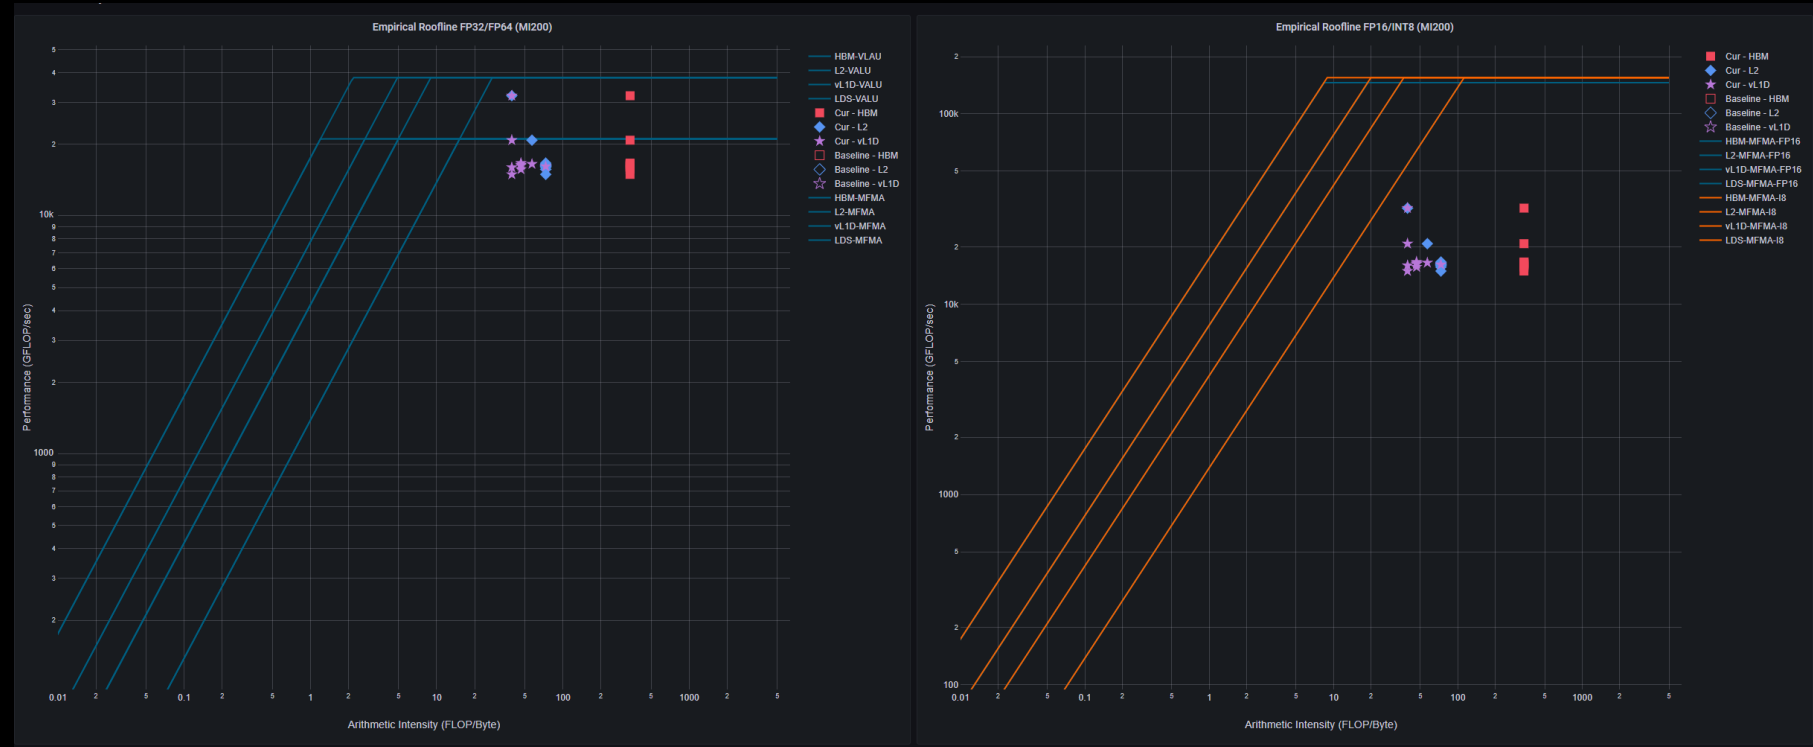 Empirical Roofline FP32/FP64 (MI200)
5
4
3
2
10k
9
8
7
6
5
4
3
2
1000
9
8
7
6
5
4
3
2
Performance (GFLOP/sec)
0.01 2 5 0.1 2 5 1 2 5 10 2 5 100 2 5 1000 2 5
Arithmetic Intensity (FLOP/Byte)
HBM-VLAU
L2-VALU
vL1D-VALU
LDS-VALU
Cur - HBM
Cur - L2
Cur - vL1D
Baseline - HBM
Baseline - L2
Baseline - vL1D
HBM-MFMA
L2-MFMA
vL1D-MFMA
LDS-MFMA
Empirical Roofline FP16/INT8 (MI200)
2
100k
5
2
10k
5
2
1000
5
2
100
Performance (GFLOP/sec)
0.01 2 5 0.1 2 5 1 2 5 10 2 5 100 2 5 1000 2 5
Arithmetic Intensity (FLOP/Byte)
Cur - HBM
Cur - L2
Cur - vL1D
Baseline - HBM
Baseline - L2
Baseline - vL1D
HBM-MFMA-FP16
L2-MFMA-FP16
vL1D-MFMA-FP16
LDS-MFMA-FP16
HBM-MFMA-I8
L2-MFMA-I8
vL1D-MFMA-I8
LDS-MFMA-I8